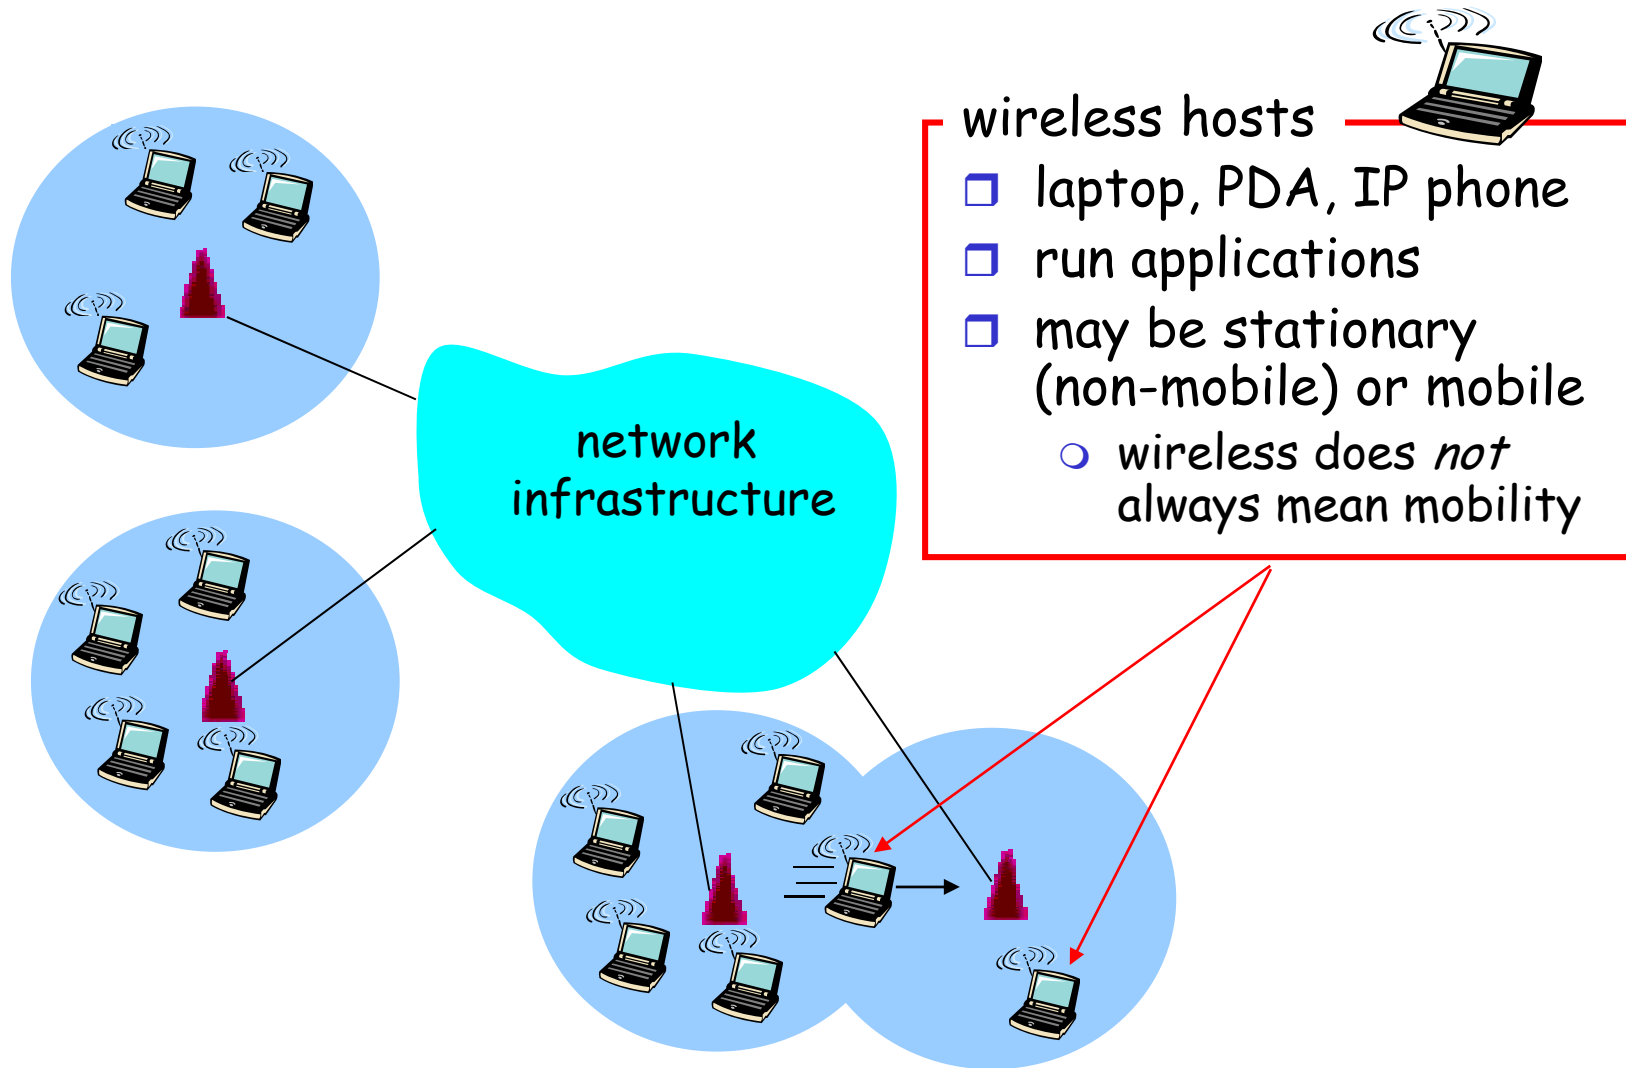 wireless hosts
laptop, PDA, IP phone
run applications
may be stationary
(non-mobile) or mobile
wireless does not
always mean mobility
network
infrastructure